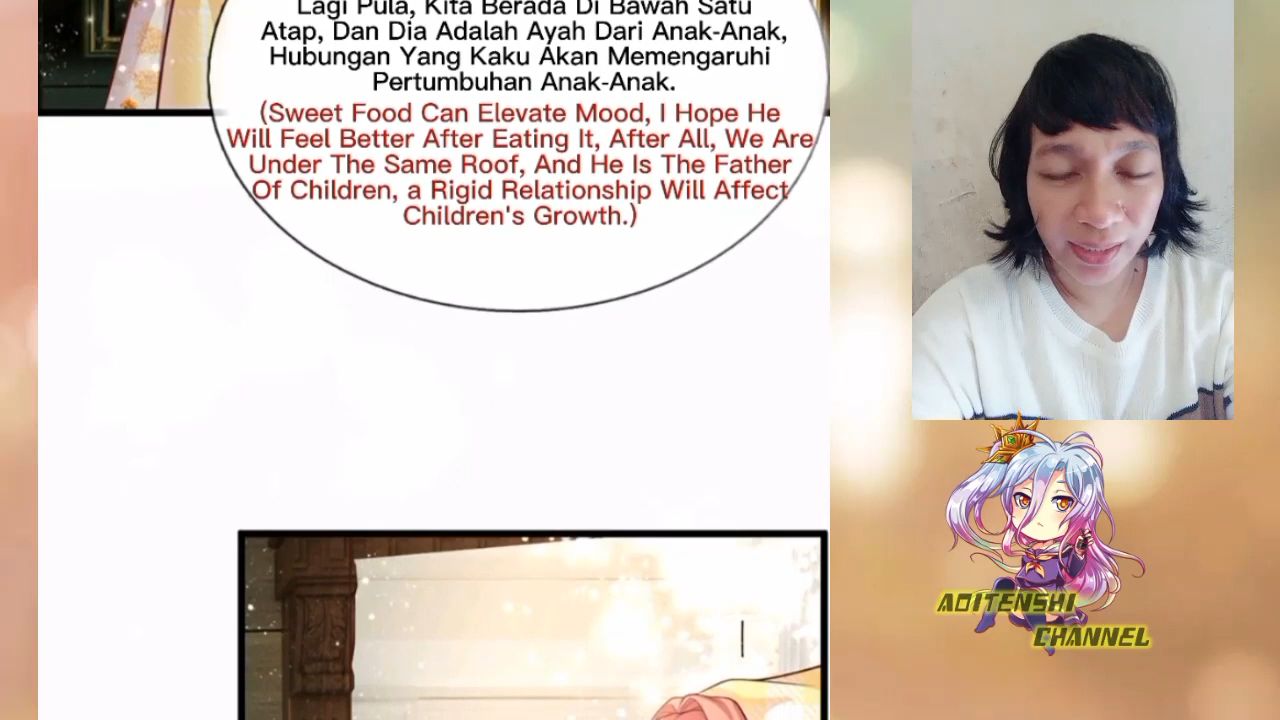 Lagi Pula, Kita Berada Di Bawah Satu
Atap, Dan Dia Adalah Ayah Dari Anak-Anak,
Hubungan Yang Kaku Akan Memengaruhi
Pertumbuhan Anak-Anak.
(Sweet Food Can Elevate Mood, I Hope He
Will Feel Better After Eating It, After All, We Are
Under The Same Roof, And He Is The Father
Of Children, a Rigid Relationship Will Affect
Children's Growth.)
ADITENSHI
CHANNEL